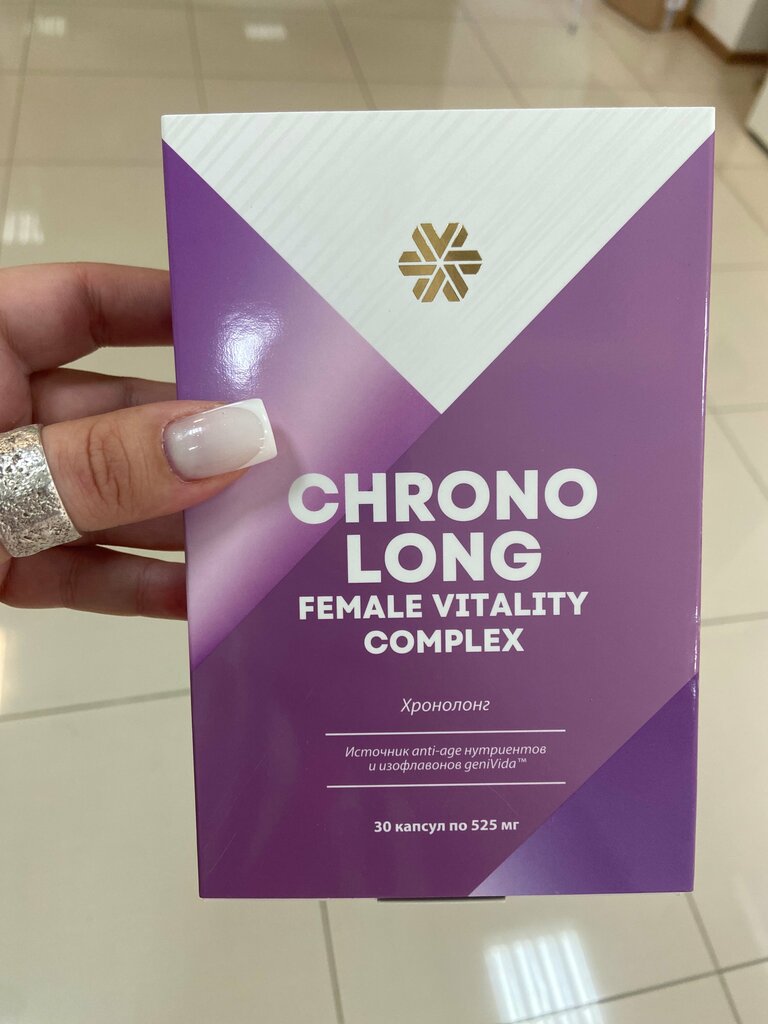 CHRONO
LONG
FEMALE VITALITY
COMPLEX
Хронолонг
Источник anti-age нутриентов
и изофлавонов geniVida™
30 капсул по 525 мг